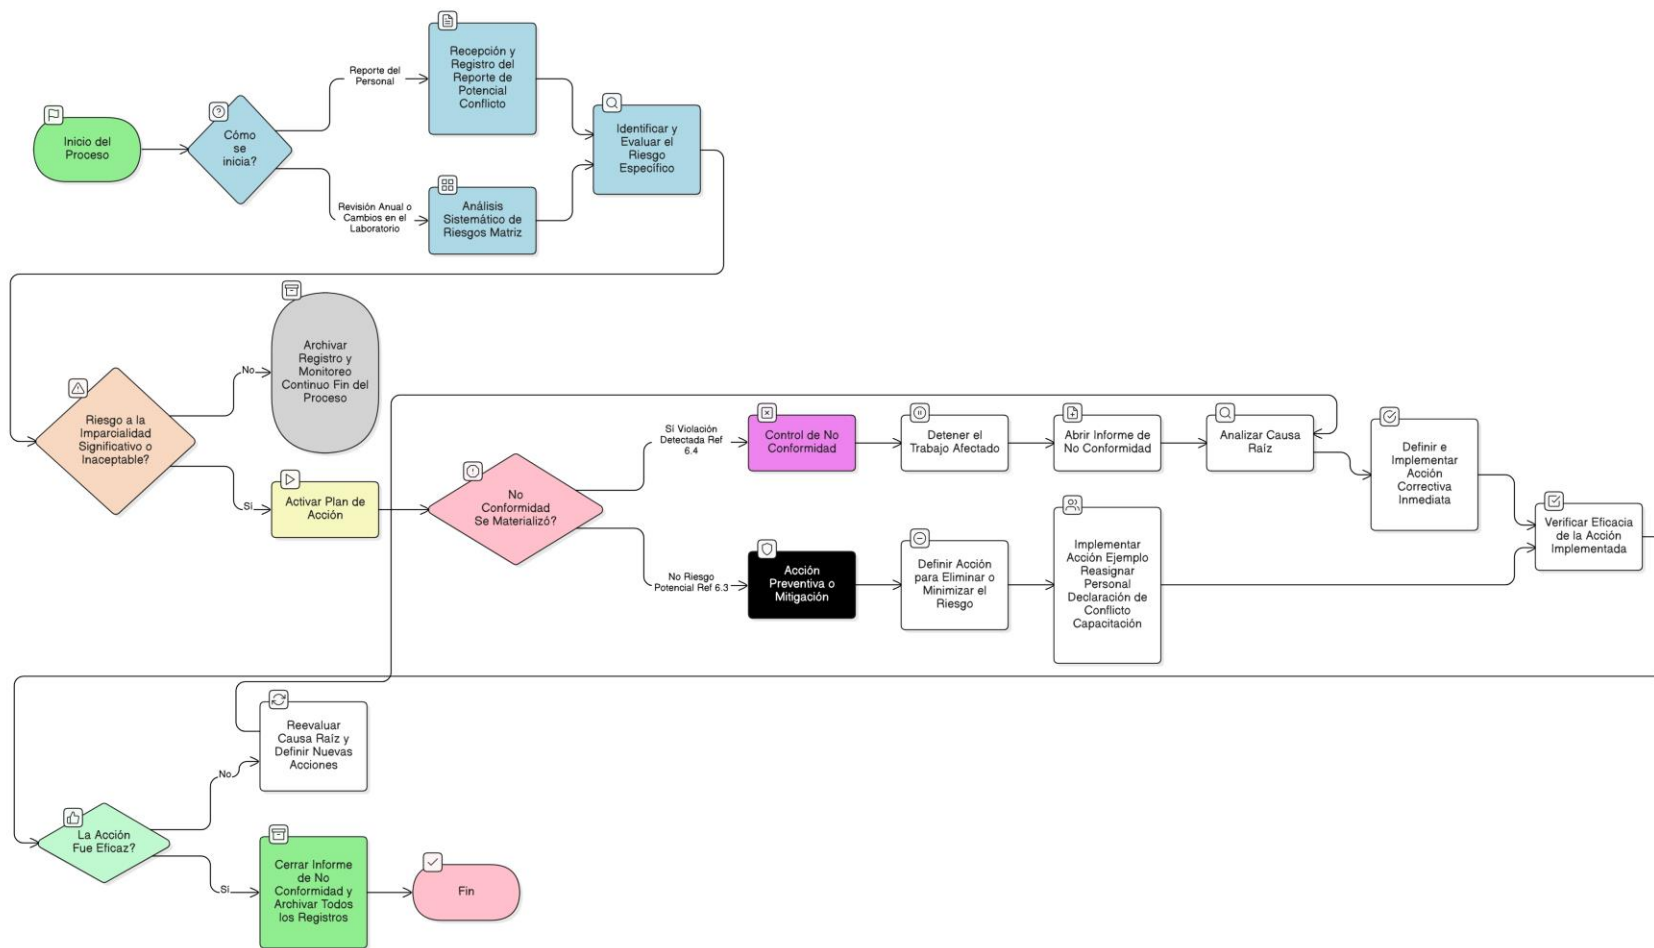 Inicio del
Proceso
Cómo
se
inicia?
Reporte del
Personal
Recepción y
Registro del
Reporte de
Potencial
Conflicto
Revisión Anual o
Cambios en el
Laboratorio
Análisis
Sistemático de
Riesgos Matriz
Identificar y
Evaluar el
Riesgo
Específico
Riesgo a la
Imparcialidad
Significativo o
Inaceptable?
No
Archivar
Registro y
Monitoreo
Continuo Fin del
Proceso
Sí
Activar Plan de
Acción
No
Conformidad
Se Materializó?
Sí Violación
Detectada Ref
6.4
Control de No
Conformidad
Detener el
Trabajo Afectado
Abrir Informe de
No Conformidad
Analizar Causa
Raíz
Definir e
Implementar
Acción
Correctiva
Inmediata
No Riesgo
Potencial Ref 6.3
Acción
Preventiva o
Mitigación
Definir Acción
para Eliminar o
Minimizar el
Riesgo
Implementar
Acción Ejemplo
Reasignar
Personal
Declaración de
Conflicto
Capacitación
Verificar Eficacia
de la Acción
Implementada
La Acción
Fue Eficaz?
No
Reevaluar
Causa Raíz y
Definir Nuevas
Acciones
Sí
Cerrar Informe
de No
Conformidad y
Archivar Todos
los Registros
Fin